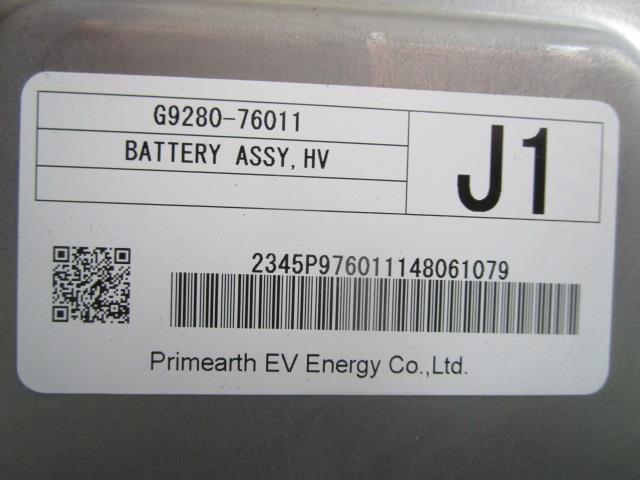 G9280-76011
BATTERY ASSY,HV
J1
2345P976011148061079
Primearth EV Energy Co.,Ltd.